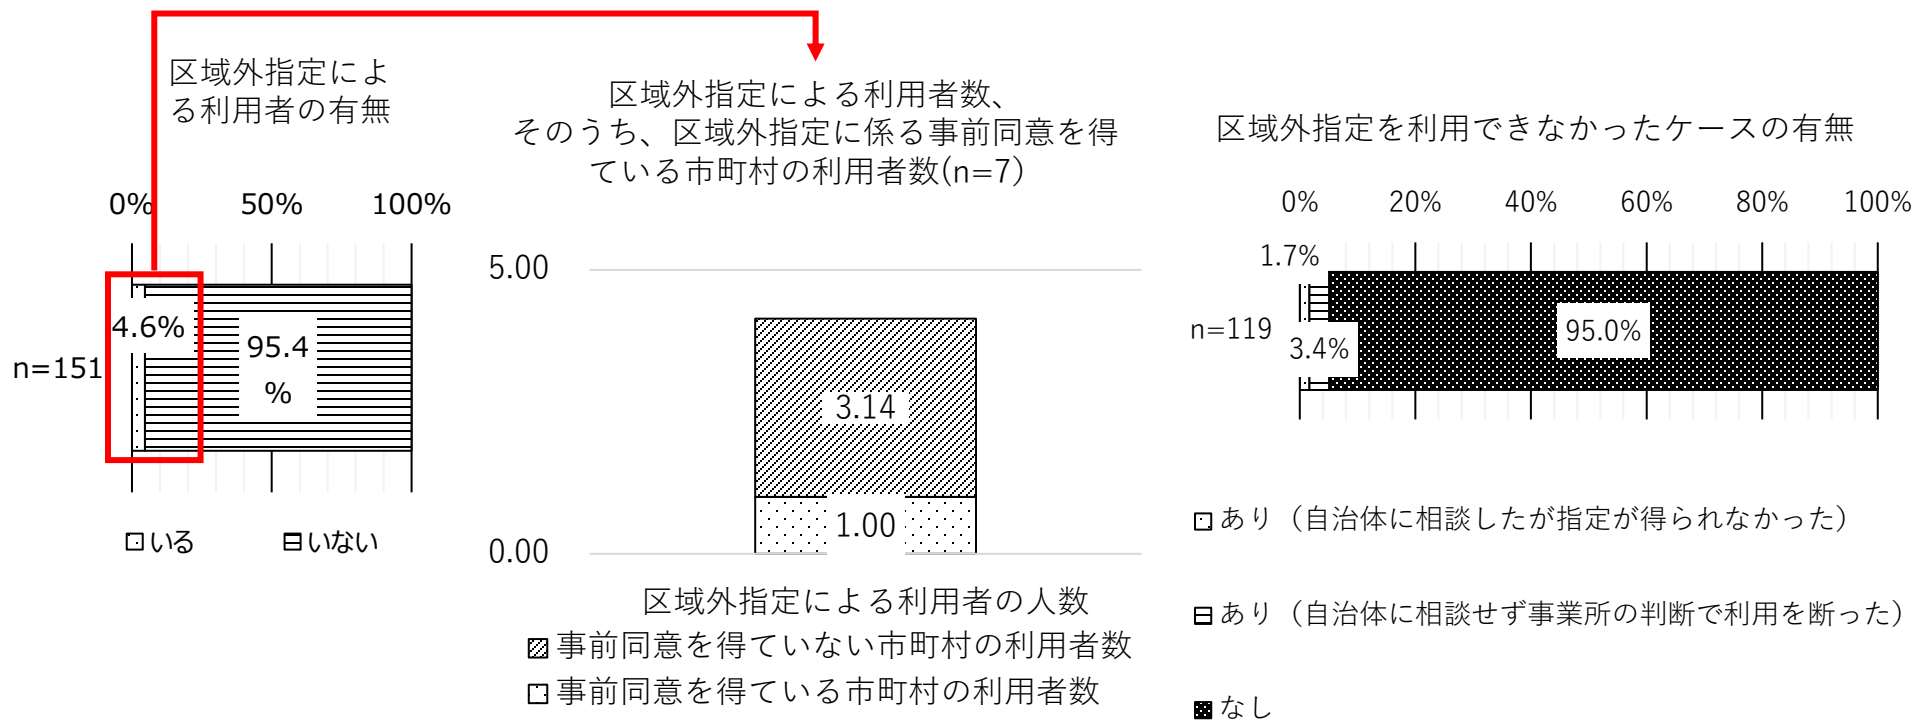 区域外指定によ
る利用者の有無
0% 50% 100%
4.6%
95.4
%
n=151
いる いない
区域外指定による利用者数、
そのうち、区域外指定に係る事前同意を得
ている市町村の利用者数(n=7)
5.00
3.14
1.00
0.00
区域外指定による利用者の人数
事前同意を得ていない市町村の利用者数
事前同意を得ている市町村の利用者数
区域外指定を利用できなかったケースの有無
0% 20% 40% 60% 80% 100%
1.7%
n=119
3.4%
95.0%
あり（自治体に相談したが指定が得られなかった）
あり（自治体に相談せず事業所の判断で利用を断った）
なし